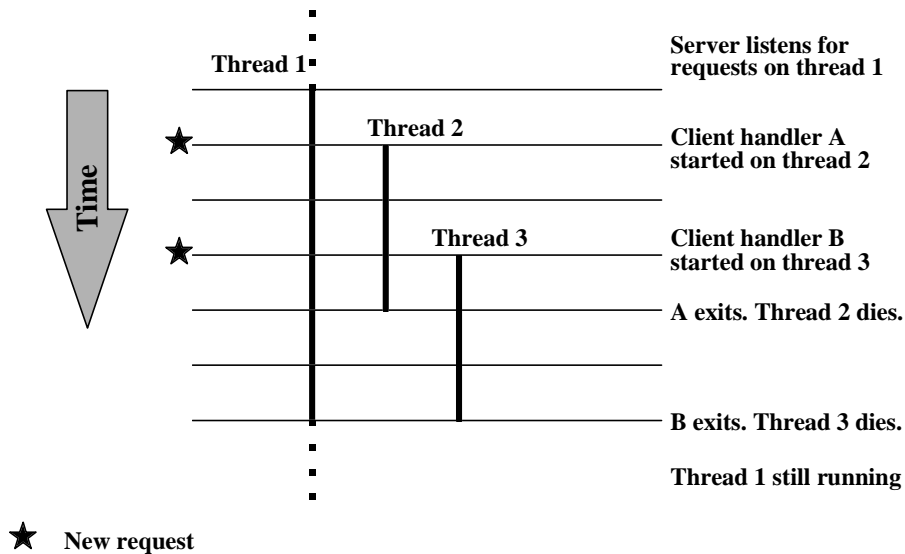 Server listens for
requests on thread 1
Thread 1
Thread 2
Client handler A
started on thread 2
Time
Thread 3
Client handler B
started on thread 3
A exits. Thread 2 dies.
B exits. Thread 3 dies.
Thread 1 still running
New request